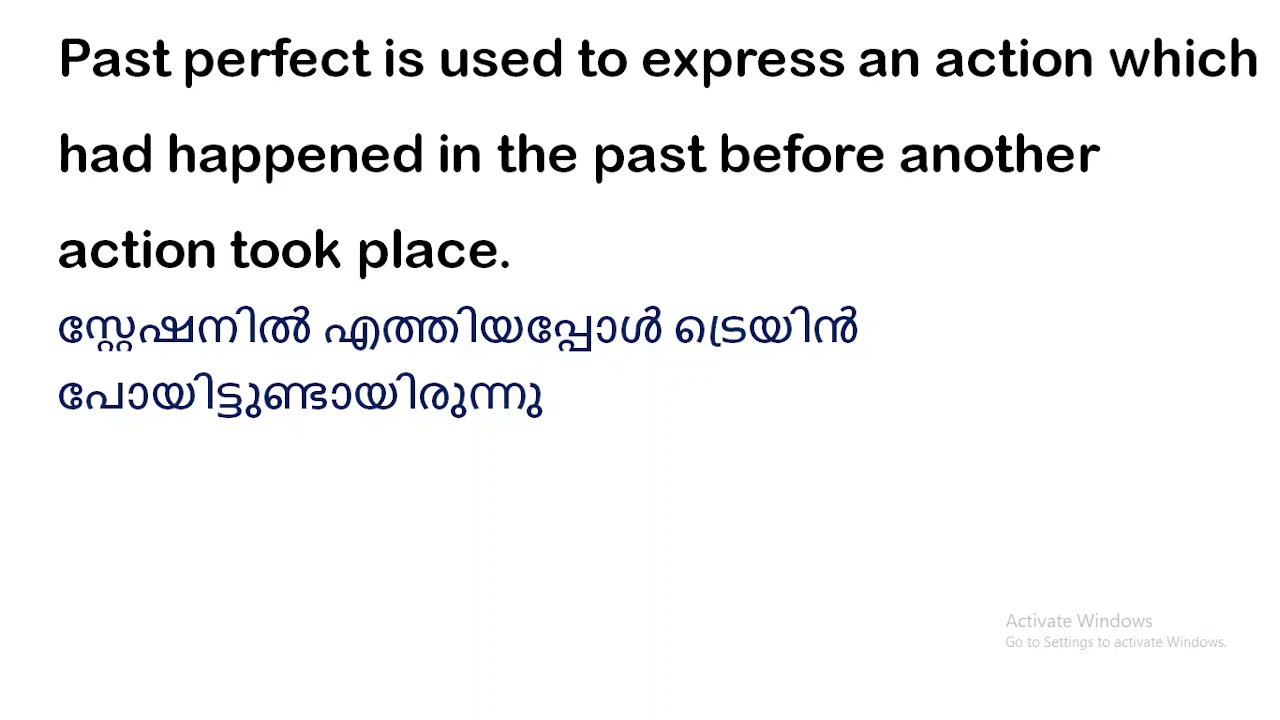 Past perfect is used to express an action which
had happened in the past before another
action took place.
സ്റ്റേഷനിൽ എത്തിയപ്പോൾ ട്രെയിൻ
പോയിട്ടുണ്ടായിരുന്നു
Activate Windows
Go to Settings to activate Windows.